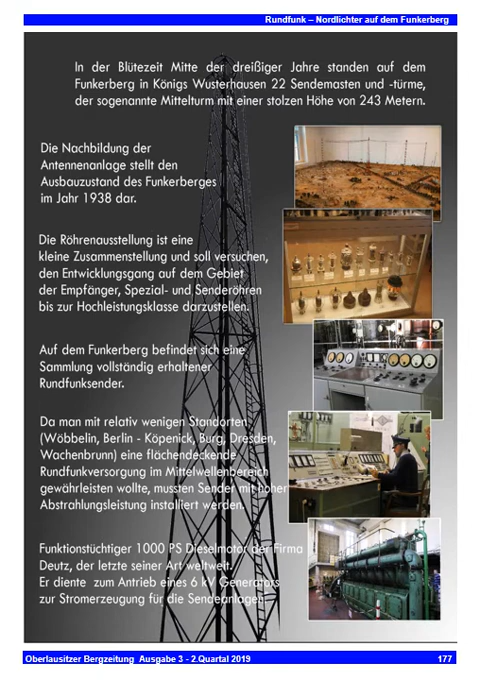 Rundfunk – Nordlichter auf dem Funkerberg
In der Blütezeit Mitte der dreißiger Jahre standen auf dem
Funkerberg in Königs Wusterhausen 22 Sendemasten und -türme,
der sogenannte Mittelturm mit einer stolzen Höhe von 243 Metern.
Die Nachbildung der
Antennenanlage stellt den
Ausbauzustand des Funkerberges
im Jahr 1938 dar.
Die Röhrenausstellung ist eine
kleine Zusammenstellung und soll versuchen,
den Entwicklungsgang auf dem Gebiet
der Empfänger, Spezial- und Senderöhren
bis zur Hochleistungsklasse darzustellen.
Auf dem Funkerberg befindet sich eine
Sammlung vollständig erhaltener
Rundfunksender.
Da man mit relativ wenigen Standorten
(Wöbbelin, Berlin - Köpenick, Burg, Dresden,
Wachenbrunn) eine flächendeckende
Rundfunkversorgung im Mittelwellenbereich
gewährleisten wollte, mussten Sender mit hoher
Abstrahlungsleistung installiert werden.
Funktionstüchtiger 1000 PS Dieselmotor der Firma
Deutz, der letzte seiner Art weltweit.
Er diente zum Antrieb eines 6 kV Generators
zur Stromerzeugung für die Sendeanlagen.
Oberlausitzer Bergzeitung Ausgabe 3 - 2.Quartal 2019 177